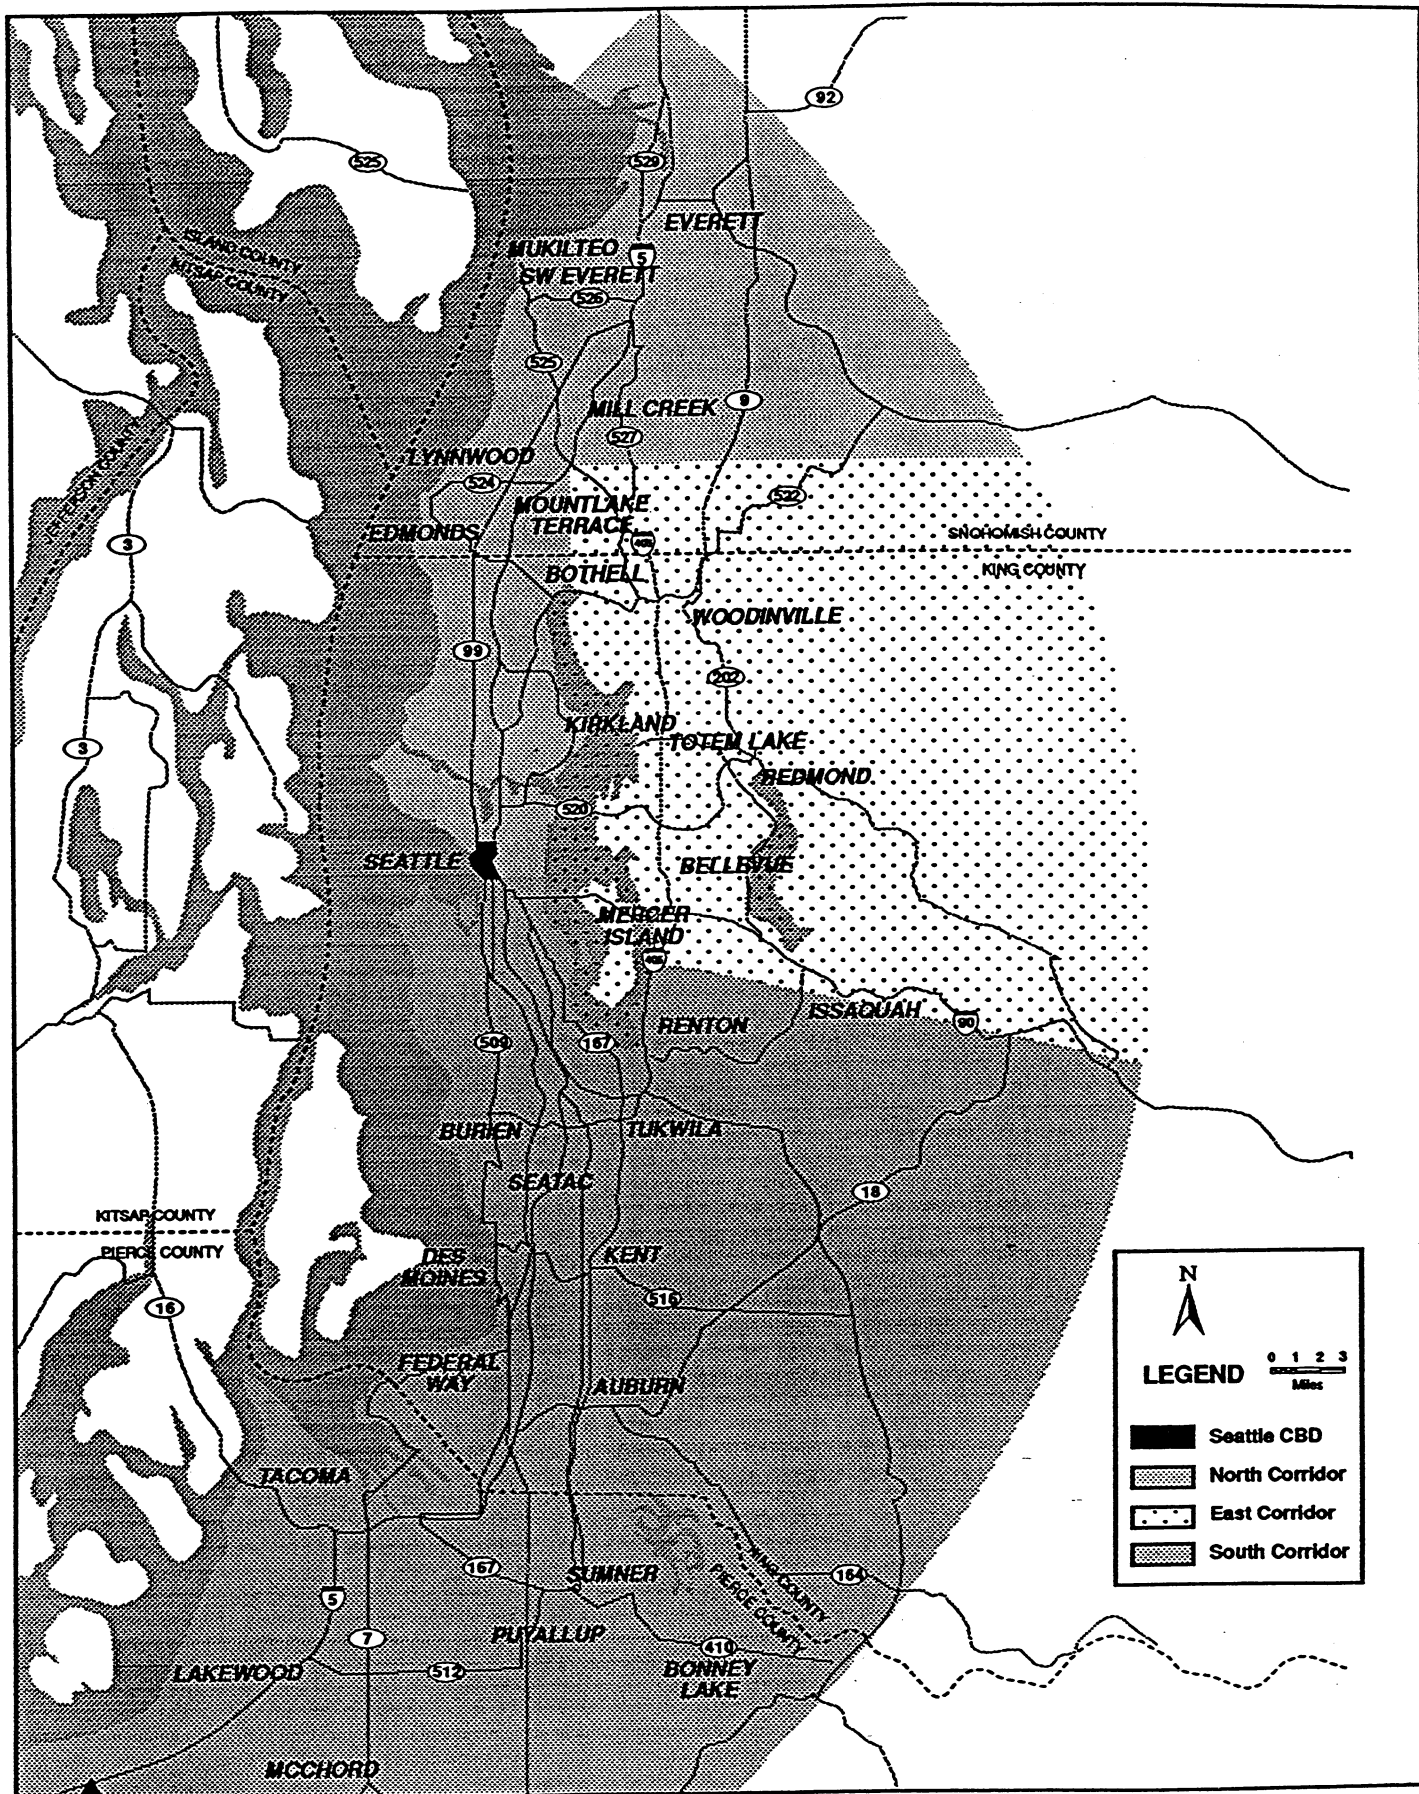 92
525
529
EVERETT
ISLAND COUNTY
KITSAP COUNTY
MUKILTEO
5
SW EVERETT
526
525
MILL CREEK
9
527
JEFFERSON COUNTY
LYNNWOOD
524
522
MOUNTLAKE
TERRACE
EDMONDS
405
3
SNOHOMISH COUNTY
KING COUNTY
BOTHELL
WOODINVILLE
99
202
KIRKLAND
TOTEM LAKE
3
REDMOND
520
SEATTLE
BELLEVUE
MERCER
ISLAND
405
ISSAQUAH
90
RENTON
509
167
BURIEN
TUKWILA
SEATAC
18
KITSAP COUNTY
PIERCE COUNTY
DES
MOINES
KENT
516
16
FEDERAL
WAY
AUBURN
TACOMA
167
SUMNER
KING COUNTY
PIERCE COUNTY
164
5
7
PUYALLUP
410
LAKEWOOD
512
BONNEY
LAKE
MCCHORD
N
LEGEND
0 1 2 3
Miles
Seattle CBD
North Corridor
East Corridor
South Corridor